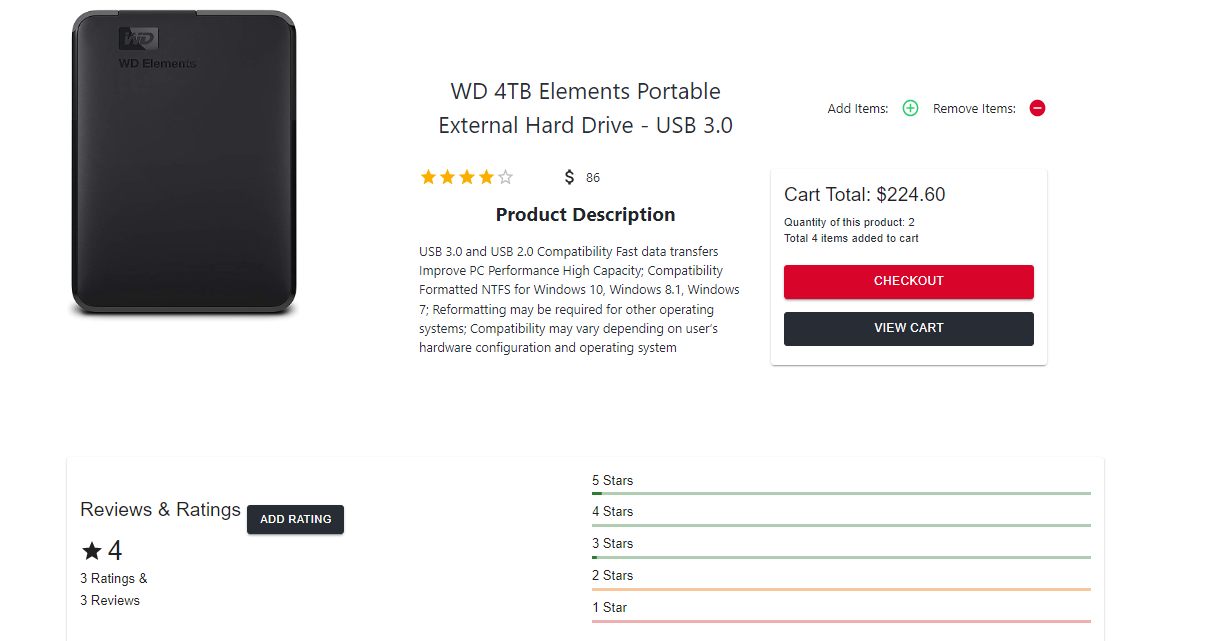 WD
WD Elements
WD 4TB Elements Portable
External Hard Drive - USB 3.0
Add Items:
Remove Items:
$ 86
Product Description
USB 3.0 and USB 2.0 Compatibility Fast data transfers
Improve PC Performance High Capacity; Compatibility
Formatted NTFS for Windows 10, Windows 8.1, Windows
7; Reformatting may be required for other operating
systems; Compatibility may vary depending on user’s
hardware configuration and operating system
Cart Total: $224.60
Quantity of this product: 2
Total 4 items added to cart
CHECKOUT
VIEW CART
Reviews & Ratings
ADD RATING
4
3 Ratings &
3 Reviews
5 Stars
4 Stars
3 Stars
2 Stars
1 Star